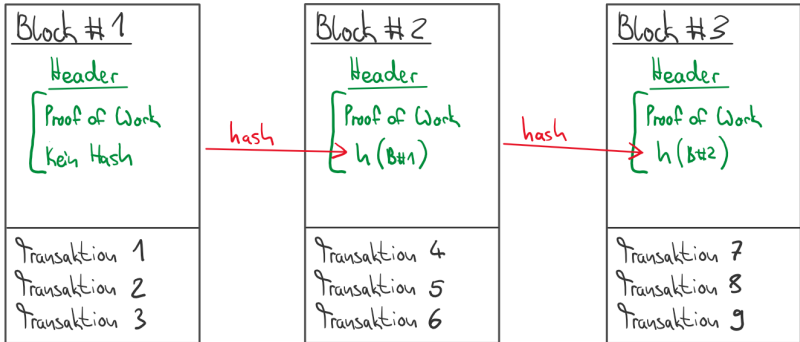 Block #1
Header
Proof of Work
Kein Hash
Transaktion 1
Transaktion 2
Transaktion 3
hash
Block #2
Header
Proof of Work
h (B#1)
Transaktion 4
Transaktion 5
Transaktion 6
hash
Block #3
Header
Proof of Work
h (B#2)
Transaktion 7
Transaktion 8
Transaktion 9